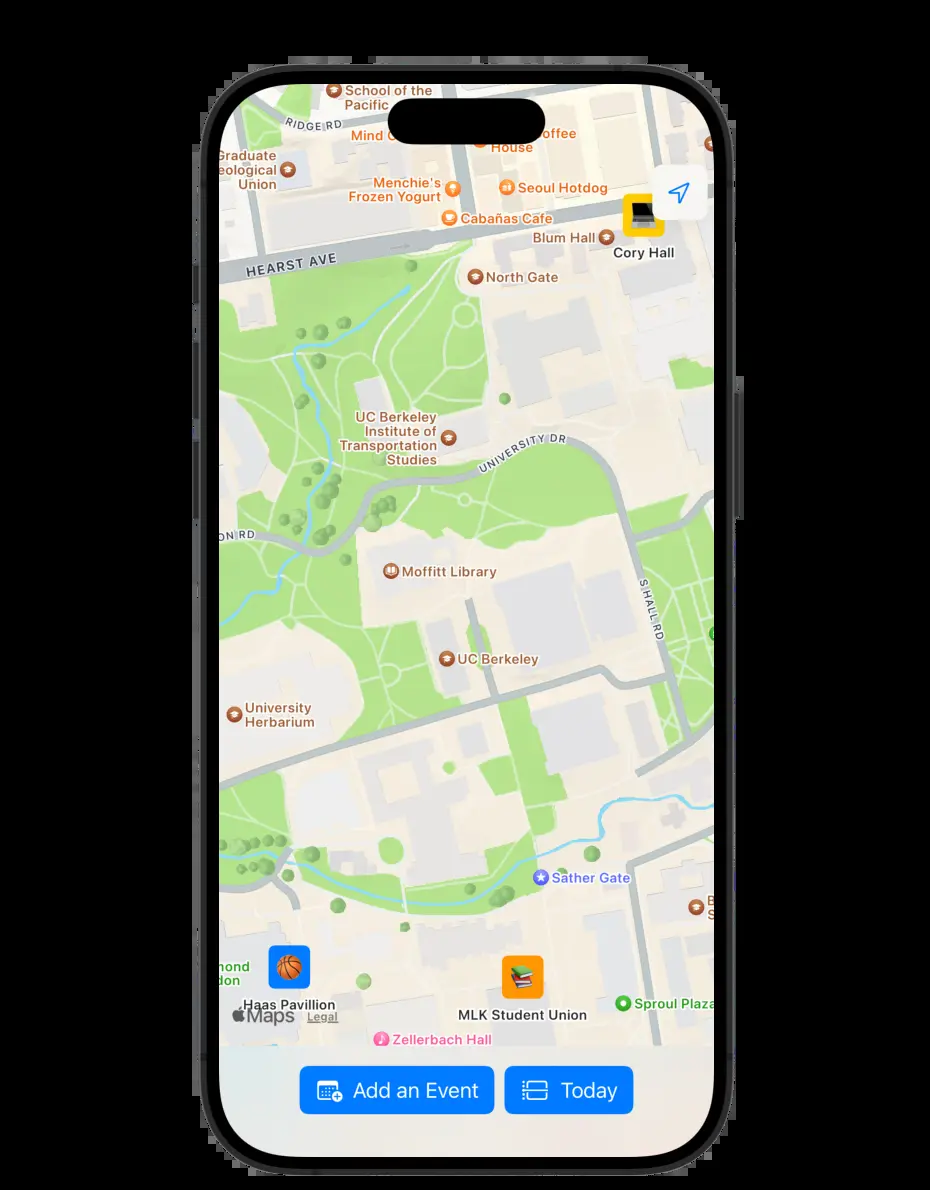 School of the
Pacific
RIDGE RD
Mind
offee
House
Graduate
eological
Union
Menchie's
Frozen Yogurt
Seoul Hotdog
Cabañas Cafe
Blum Hall
Cory Hall
HEARST AVE
North Gate
UC Berkeley
Institute of
Transportation
Studies
UNIVERSITY DR
ON RD
Moffitt Library
S HALL RD
UC Berkeley
University
Herbarium
Sather Gate
B
S
mond
don
Haas Pavillion
Maps
Legal
MLK Student Union
Sproul Plaza
Zellerbach Hall
Add an Event
Today